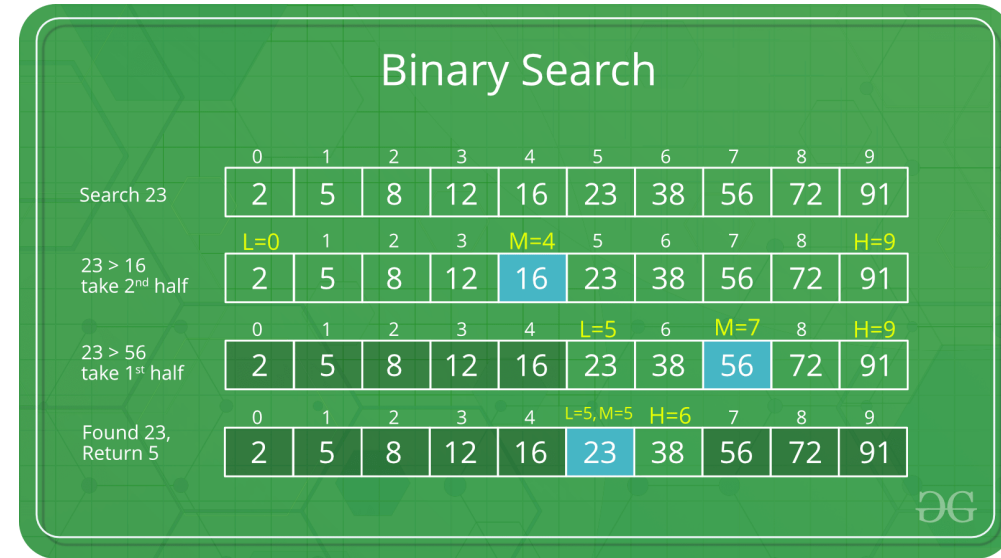 Binary Search
0 1 2 3 4 5 6 7 8 9
Search 23 2 5 8 12 16 23 38 56 72 91
L=0 1 2 3 M=4 5 6 7 8 H=9
23 > 16
take 2nd half
2 5 8 12 16 23 38 56 72 91
0 1 2 3 4 L=5 6 M=7 8 H=9
23 > 56
take 1st half
2 5 8 12 16 23 38 56 72 91
0 1 2 3 4 L=5, M=5 H=6 7 8 9
Found 23,
Return 5
2 5 8 12 16 23 38 56 72 91